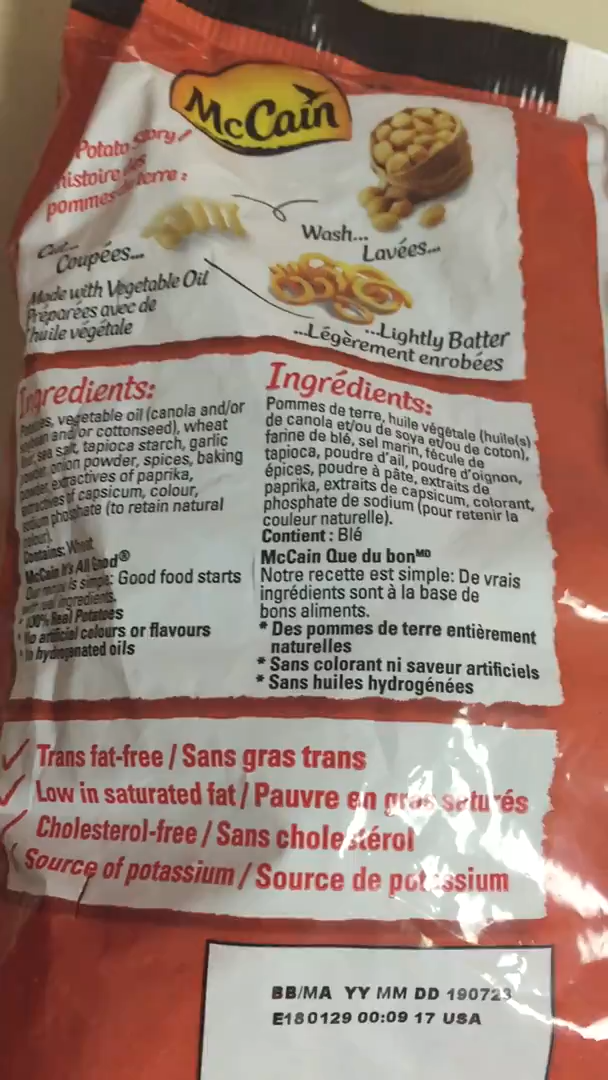 McCain
Potato Story
histoire des
pommes de terre :
Wash...
Lavées...
Cut...
Coupées...
Made with Vegetable Oil
Préparées avec de
l'huile végétale
...Lightly Batter
...Légèrement enrobées
Ingredients:
vegetable oil (canola and/or
and/or cottonseed), wheat
sea salt, tapioca starch, garlic
onion powder, spices, baking
powder, extractives of paprika,
extractives of capsicum, colour,
sodium phosphate (to retain natural
colour).
Contains: Wheat
McCain It's All Good®
is simple: Good food starts
with real ingredients.
* 100% Real Potatoes
* No artificial colours or flavours
* No hydrogenated oils
Ingrédients:
Pommes de terre, huile végétale (huile(s)
de canola et/ou de soya et/ou de coton),
farine de blé, sel marin, fécule de
tapioca, poudre d'ail, poudre d'oignon,
épices, poudre à pâte, extraits de
paprika, extraits de capsicum, colorant,
phosphate de sodium (pour retenir la
couleur naturelle).
Contient : Blé
McCain Que du bonMD
Notre recette est simple: De vrais
ingrédients sont à la base de
bons aliments.
* Des pommes de terre entièrement
naturelles
* Sans colorant ni saveur artificiels
* Sans huiles hydrogénées
Trans fat-free / Sans gras trans
Low in saturated fat / Pauvre en gras saturés
Cholesterol-free / Sans cholestérol
Source of potassium / Source de potassium
BB/MA YY MM DD 190723
E180129 00:09 17 USA